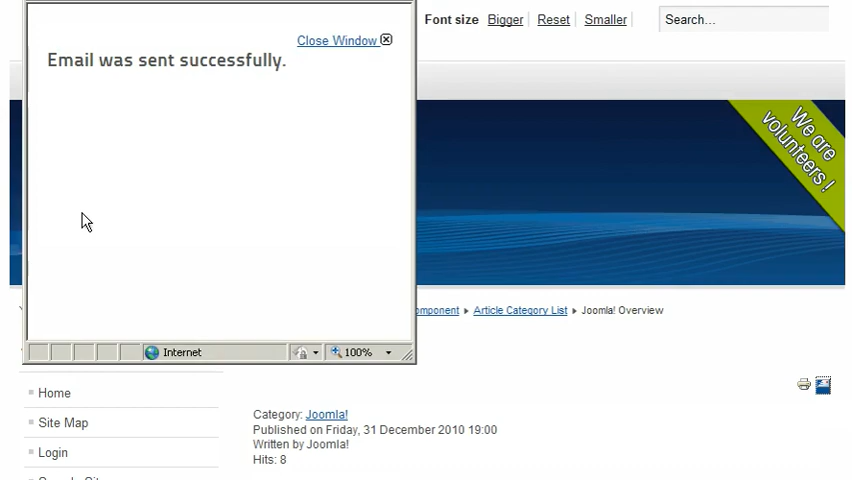 Close Window
Email was sent successfully.
Internet
100%
Font size Bigger Reset Smaller
Search...
We are
volunteers!
Article Category List Joomla! Overview
Home
Site Map
Login
Category: Joomla!
Published on Friday, 31 December 2010 19:00
Written by Joomla!
Hits: 8